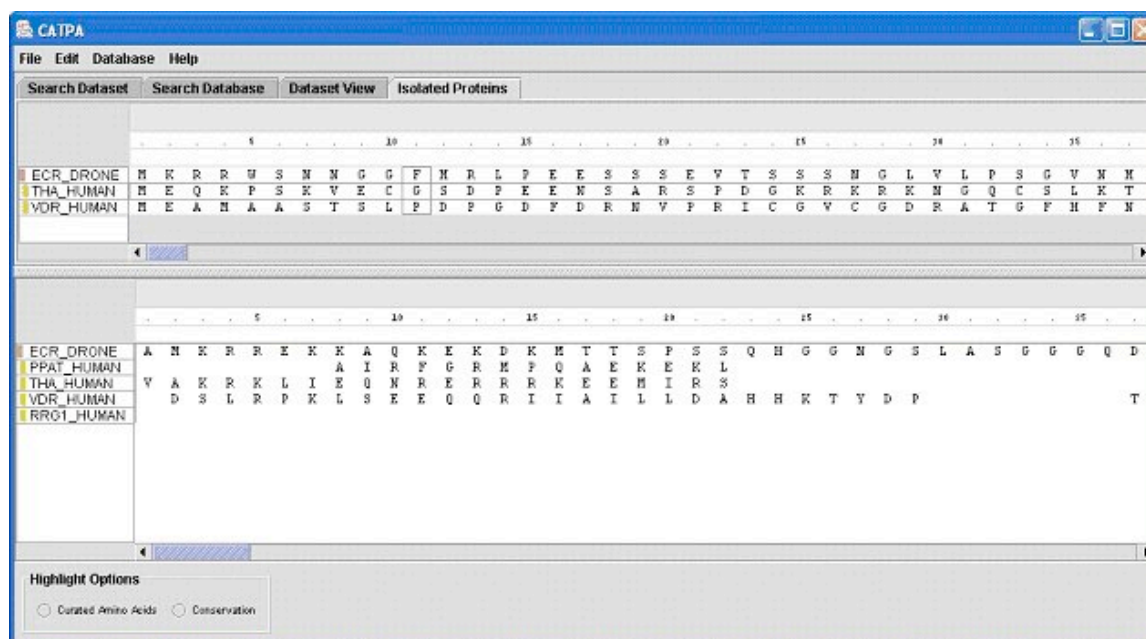 CATPA
File Edit Database Help
Search Dataset Search Database Dataset View Isolated Proteins
. . . . 5 . . . . 10 . . . . 15 . . . . 20 . . . . 25 . . . . 30 . . . . 35 . .
ECR_DRONE M K R R W S N N G G F M R L P E E S S S E V T S S S N G L V L P S G V N M
THA_HUMAN M E Q K P S K V E C G S D P E E N S A R S P D G K R K R K N G Q C S L K T
VDR_HUMAN M E A M A A S T S L P D P G D F D R N V P R I C G V C G D R A T G F H F N
. . . . 5 . . . . 10 . . . . 15 . . . . 20 . . . . 25 . . . . 30 . . . . 35 . .
ECR_DRONE A M K R R E K K A Q K E K D K M T T S P S S Q H G G N G S L A S G G G Q D
PPAT_HUMAN A I R F G R M P Q A E K E K L
THA_HUMAN V A K R K L I E Q N R E R R R K E E M I R S
VDR_HUMAN D S L R P K L S E E Q Q R I I A I L L D A H H K T Y D P T
RRG1_HUMAN
Highlight Options
Curated Amino Acids Conservation